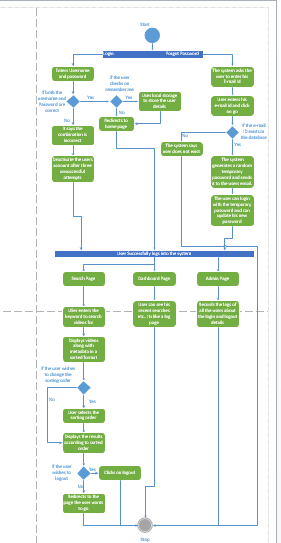 Start
Login
Forget Password
Enters Username
and password
If the user
checks on
remember me
The system asks the
user to enter his
E-mail id
If both the
username and
Password are
correct
Yes
Yes
User local storage
to store the user
details
User enters his
e-mail id and click
on go
No
No
Redirects to
home page
It says the
combination is
incorrect
If the e-mail
id exists in
the database
No
Yes
The system says
user does not exist
Deactivate the users
account after three
unsuccessful
attempts
The system
generates a random
temporary
password and sends
it to the users email.
The user can login
with the temporary
password and can
update his new
password
User Successfully logs into the system
Search Page
Dashboard Page
Admin Page
User enters the
keyword to search
videos for
User can see his
recent searches
etc., its like a log
page
Records the logs of
all the users about
the login and logout
details
Displays videos
along with
metadata in a
sorted format
If the user wishes
to change the
sorting order
No
Yes
User selects the
sorting order
Displays the results
according to sorted
order
If the user
wishes to
logout
Yes
Clicks on logout
No
Redirects to the
page the user wants
to go
Stop